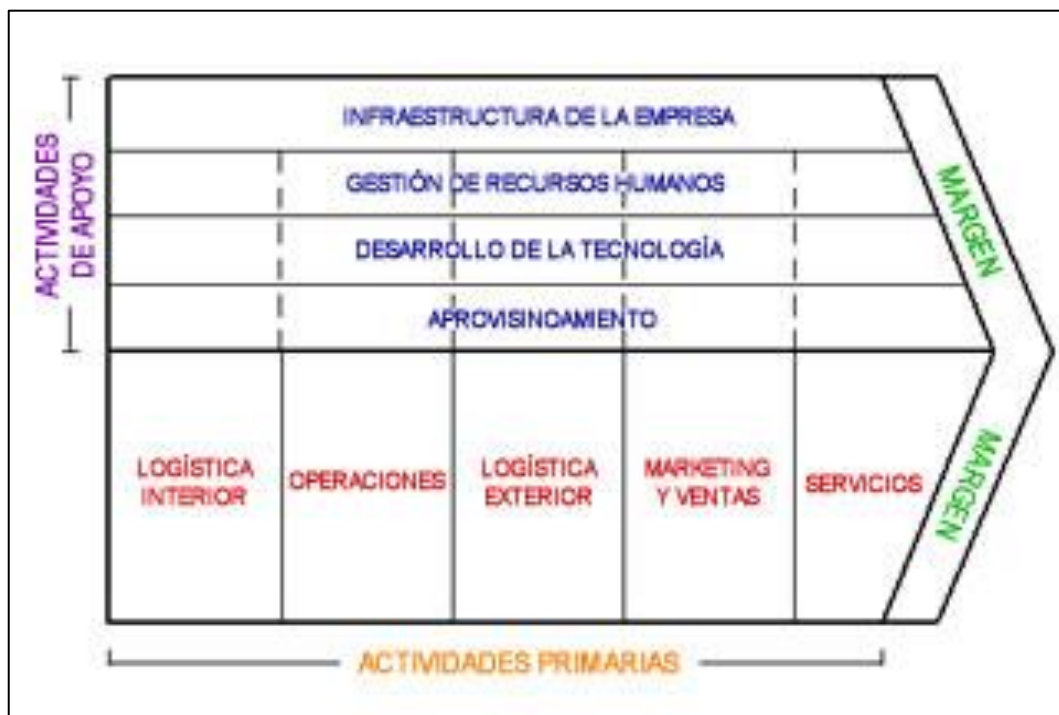 ACTIVIDADES
DE APOYO
INFRAESTRUCTURA DE LA EMPRESA
GESTIÓN DE RECURSOS HUMANOS
DESARROLLO DE LA TECNOLOGÍA
APROVISINOAMIENTO
MARGEN
LOGÍSTICA
INTERIOR
OPERACIONES
LOGÍSTICA
EXTERIOR
MARKETING
Y VENTAS
SERVICIOS
MARGEN
ACTIVIDADES PRIMARIAS